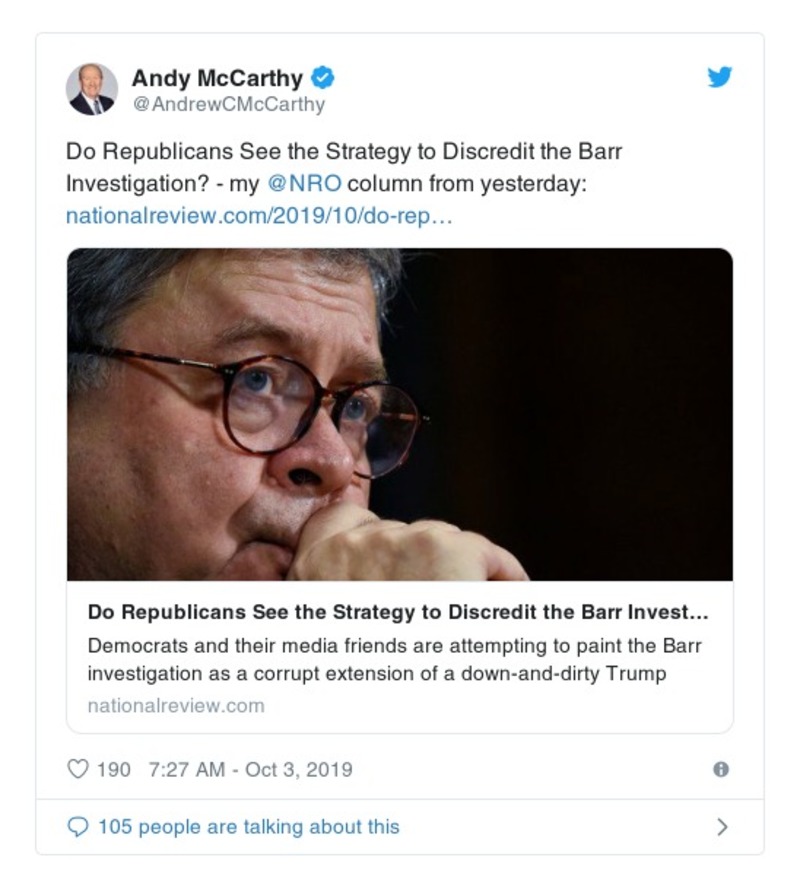 Andy McCarthy
@AndrewCMcCarthy
Do Republicans See the Strategy to Discredit the Barr
Investigation? - my @NRO column from yesterday:
nationalreview.com/2019/10/do-rep…
Do Republicans See the Strategy to Discredit the Barr Invest…
Democrats and their media friends are attempting to paint the Barr
investigation as a corrupt extension of a down-and-dirty Trump
nationalreview.com
190 7:27 AM - Oct 3, 2019
105 people are talking about this